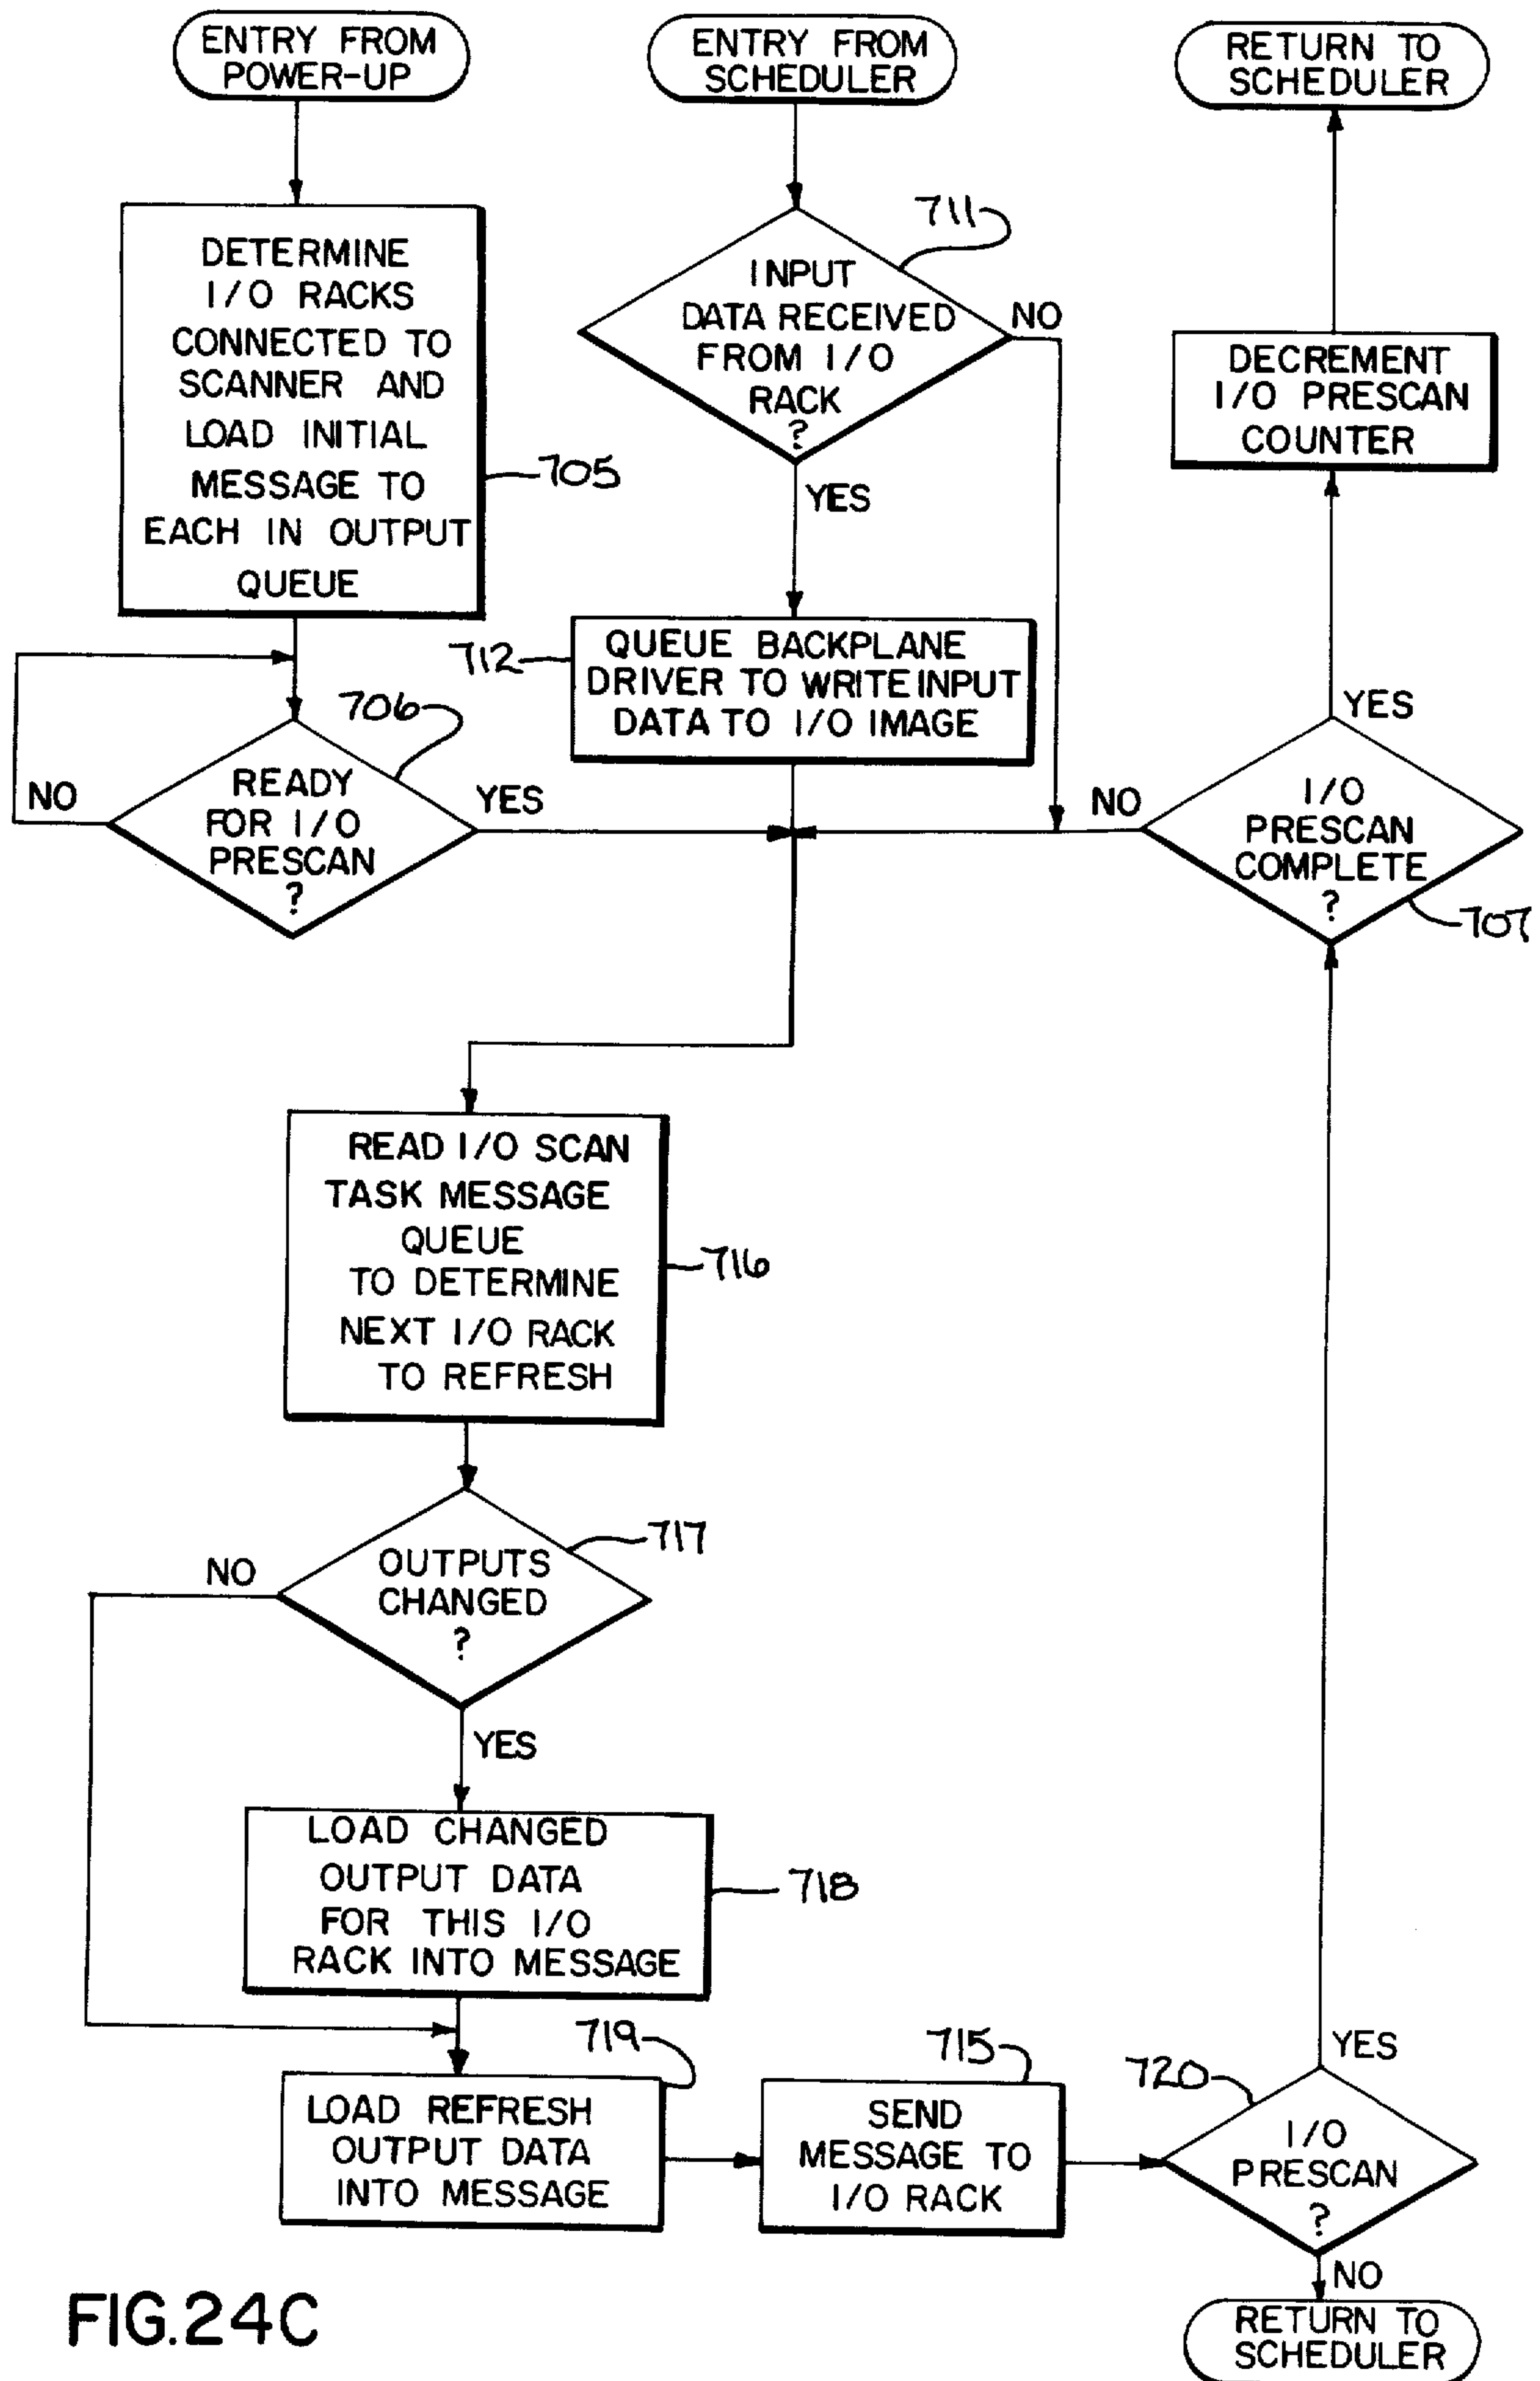 ENTRY FROM
POWER-UP
ENTRY FROM
SCHEDULER
RETURN TO
SCHEDULER
DETERMINE
I/O RACKS
CONNECTED TO
SCANNER AND
LOAD INITIAL
MESSAGE TO
EACH IN OUTPUT
QUEUE
705
711
INPUT
DATA RECEIVED
FROM I/O
RACK
?
NO
YES
DECREMENT
I/O PRESCAN
COUNTER
712
QUEUE BACKPLANE
DRIVER TO WRITE INPUT
DATA TO I/O IMAGE
706
READY
FOR I/O
PRESCAN
?
NO
YES
YES
NO
I/O
PRESCAN
COMPLETE
?
707
READ I/O SCAN
TASK MESSAGE
QUEUE
TO DETERMINE
NEXT I/O RACK
TO REFRESH
716
717
OUTPUTS
CHANGED
?
NO
YES
LOAD CHANGED
OUTPUT DATA
FOR THIS I/O
RACK INTO MESSAGE
718
719
LOAD REFRESH
OUTPUT DATA
INTO MESSAGE
715
SEND
MESSAGE TO
I/O RACK
720
YES
I/O
PRESCAN
?
NO
RETURN TO
SCHEDULER
FIG.24C